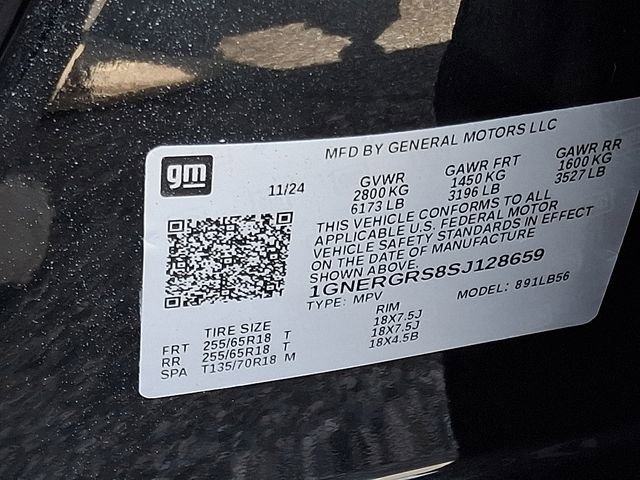 gm
MFD BY GENERAL MOTORS LLC
11/24
GVWR GAWR FRT GAWR RR
2800 KG 1450 KG 1600 KG
6173 LB 3196 LB 3527 LB
THIS VEHICLE CONFORMS TO ALL
APPLICABLE U.S. FEDERAL MOTOR
VEHICLE SAFETY STANDARDS IN EFFECT
ON THE DATE OF MANUFACTURE
SHOWN ABOVE.
1GNERGRS8SJ128659
TYPE: MPV MODEL: 891LB56
TIRE SIZE RIM
FRT 255/65R18 T 18X7.5J
RR 255/65R18 T 18X7.5J
SPA T135/70R18 M 18X4.5B